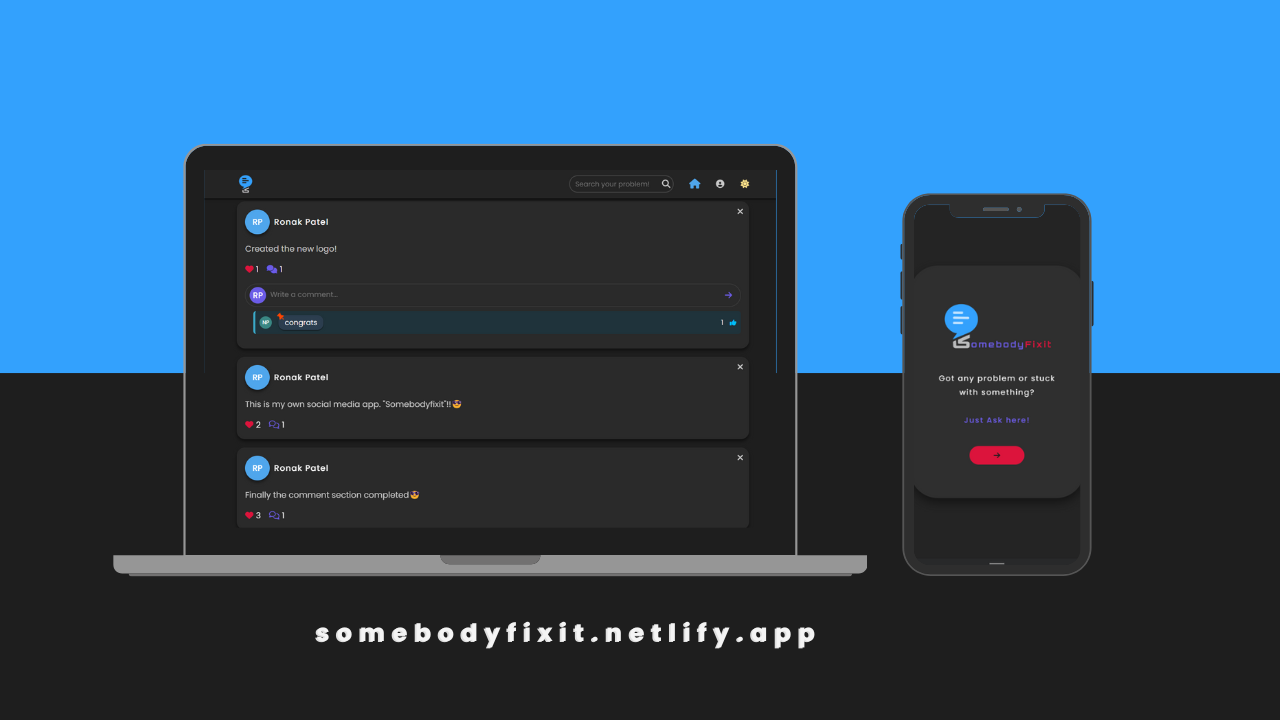 Search your problem!
RP Ronak Patel
Created the new logo!
1 1
RP Write a comment...
NP congrats 1
RP Ronak Patel
This is my own social media app. "Somebodyfixit"!!🤩
2 1
RP Ronak Patel
Finally the comment section completed🤩
3 1
SomebodyFixit
Got any problem or stuck
with something?
Just Ask here!
somebodyfixit.netlify.app